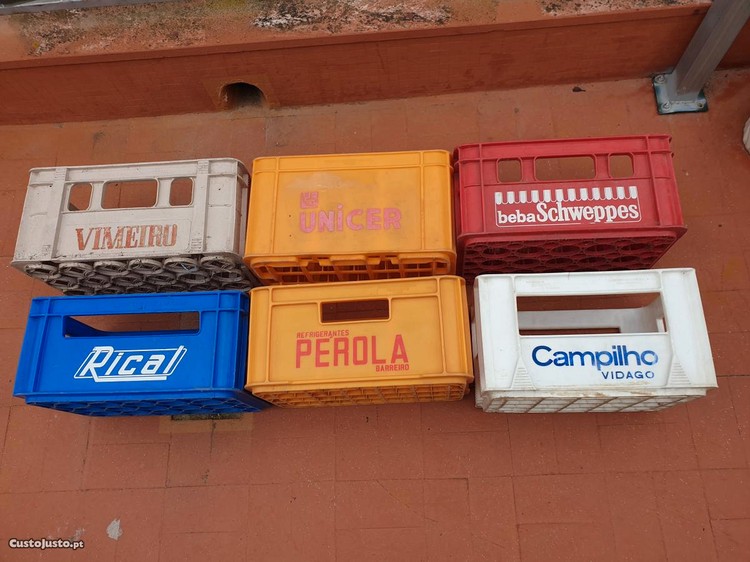 VIMEIRO
UNICER
beba Schweppes
Rical
REFRIGERANTES
PEROLA
BARREIRO
Campilho
VIDAGO
CustoJusto.pt